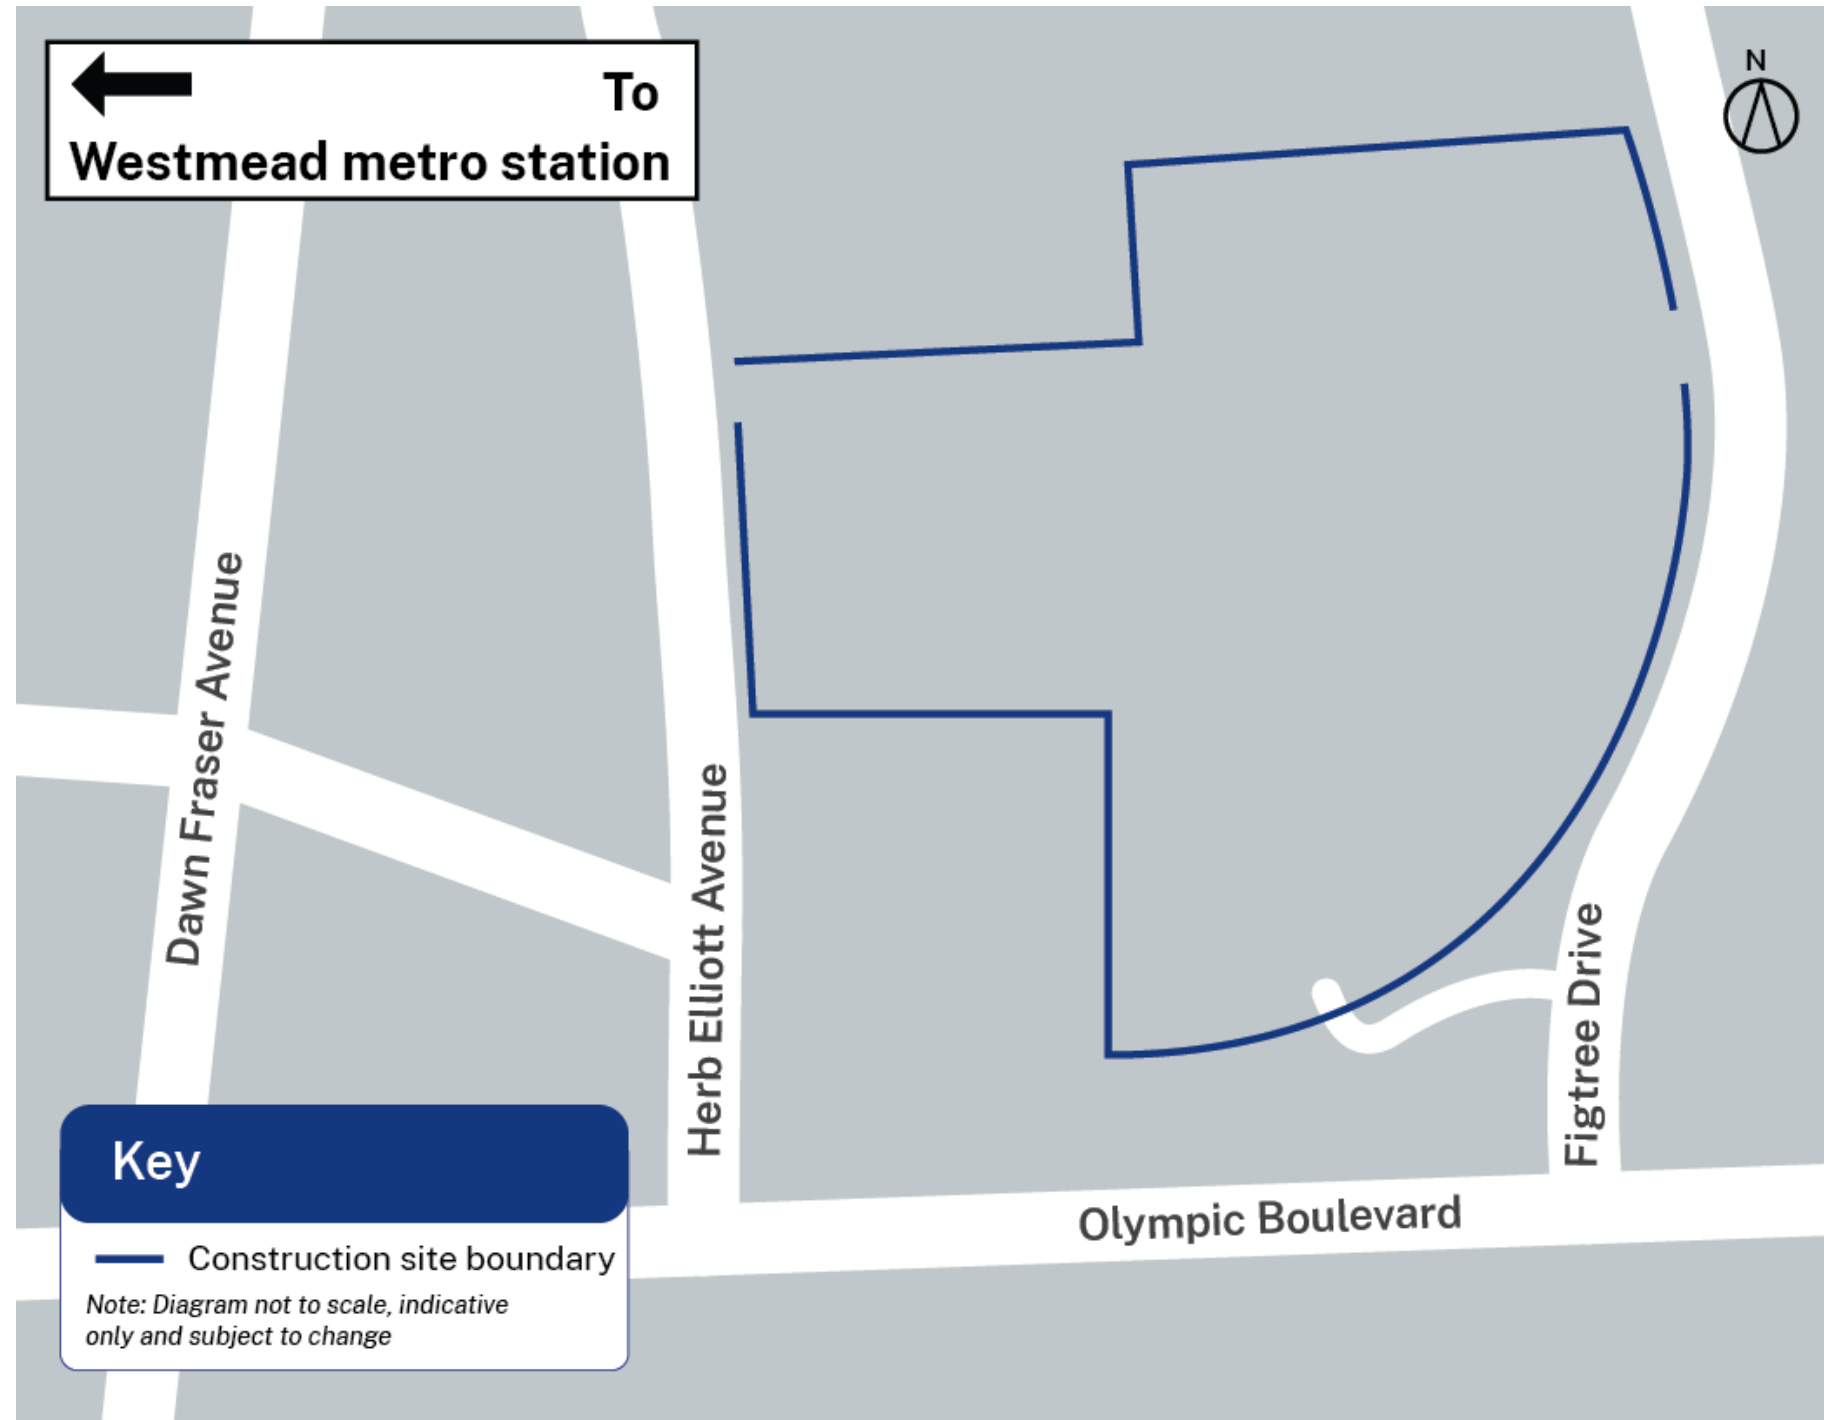 To
Westmead metro station
N
Dawn Fraser Avenue
Herb Elliott Avenue
Figtree Drive
Olympic Boulevard
Key
Construction site boundary
Note: Diagram not to scale, indicative
only and subject to change